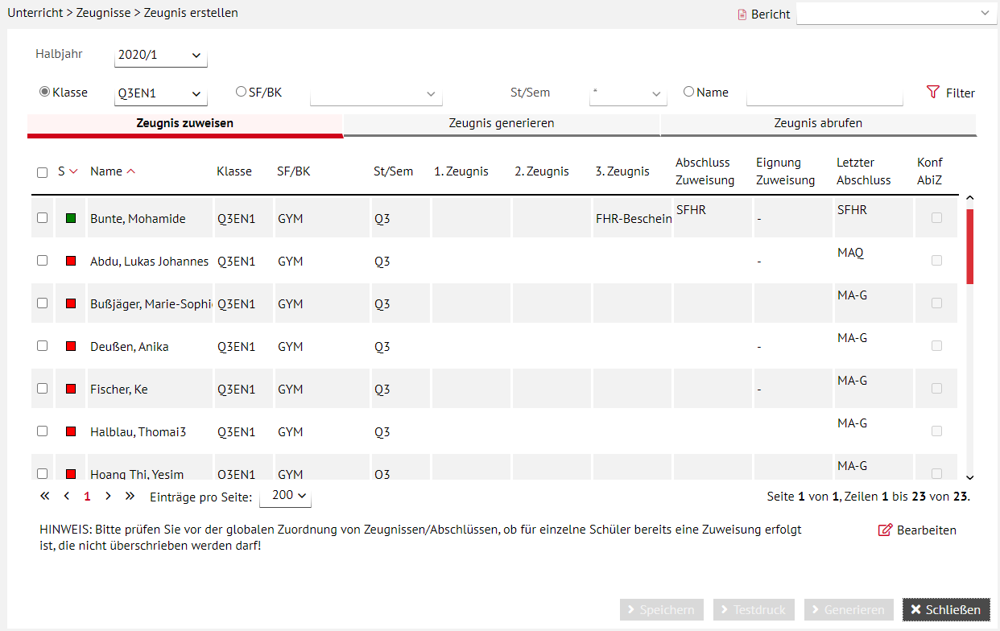 Unterricht > Zeugnisse > Zeugnis erstellen
Bericht
Halbjahr 2020/1
Klasse Q3EN1 SF/BK St/Sem * Name Filter
Zeugnis zuweisen Zeugnis generieren Zeugnis abrufen
S Name Klasse SF/BK St/Sem 1. Zeugnis 2. Zeugnis 3. Zeugnis Abschluss Zuweisung Eignung Zuweisung Letzter Abschluss Konf AbiZ
Bunte, Mohamide Q3EN1 GYM Q3 FHR-Beschein SFHR - SFHR
Abdu, Lukas Johannes Q3EN1 GYM Q3 - MAQ
Bußjäger, Marie-Sophi Q3EN1 GYM Q3 MA-G
Deußen, Anika Q3EN1 GYM Q3 - MA-G
Fischer, Ke Q3EN1 GYM Q3 - MA-G
Halblau, Thomai3 Q3EN1 GYM Q3 MA-G
Hoang Thi, Yesim Q3EN1 GYM Q3 MA-G
« ‹ 1 › » Einträge pro Seite: 200 Seite 1 von 1, Zeilen 1 bis 23 von 23.
HINWEIS: Bitte prüfen Sie vor der globalen Zuordnung von Zeugnissen/Abschlüssen, ob für einzelne Schüler bereits eine Zuweisung erfolgt
ist, die nicht überschrieben werden darf!
Bearbeiten
Speichern Testdruck Generieren Schließen